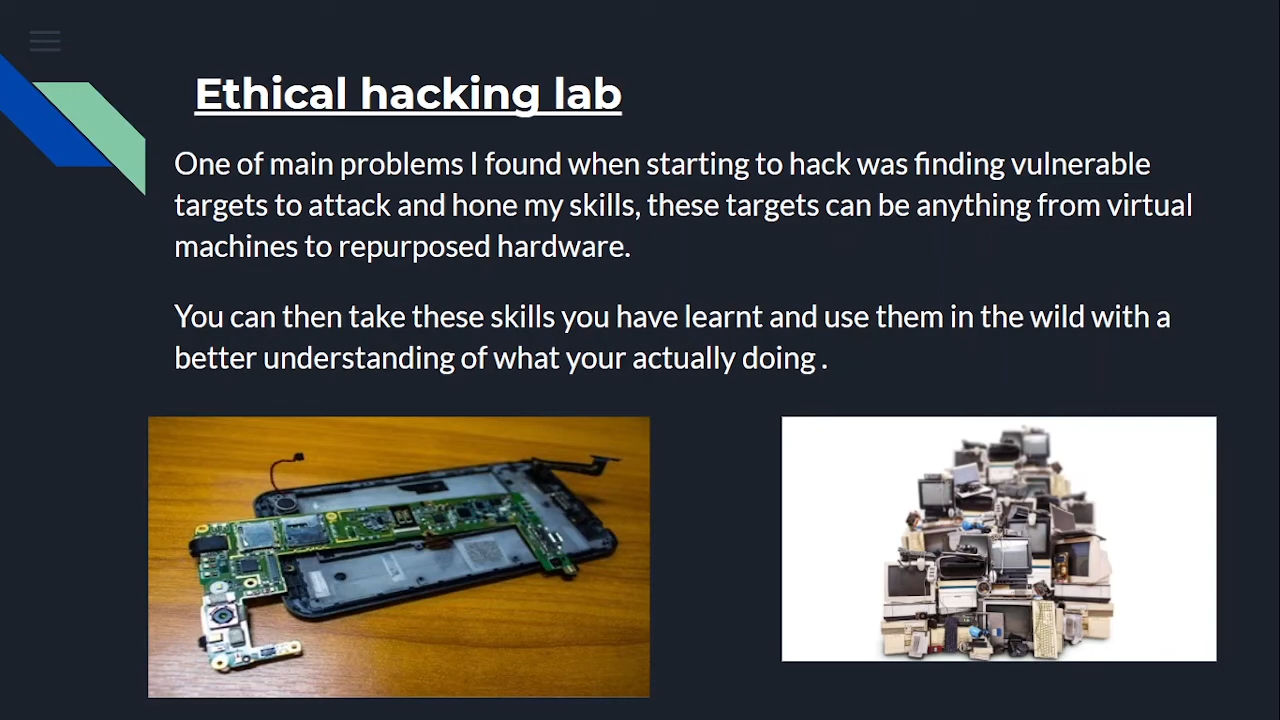 Ethical hacking lab
One of main problems I found when starting to hack was finding vulnerable
targets to attack and hone my skills, these targets can be anything from virtual
machines to repurposed hardware.
You can then take these skills you have learnt and use them in the wild with a
better understanding of what your actually doing .